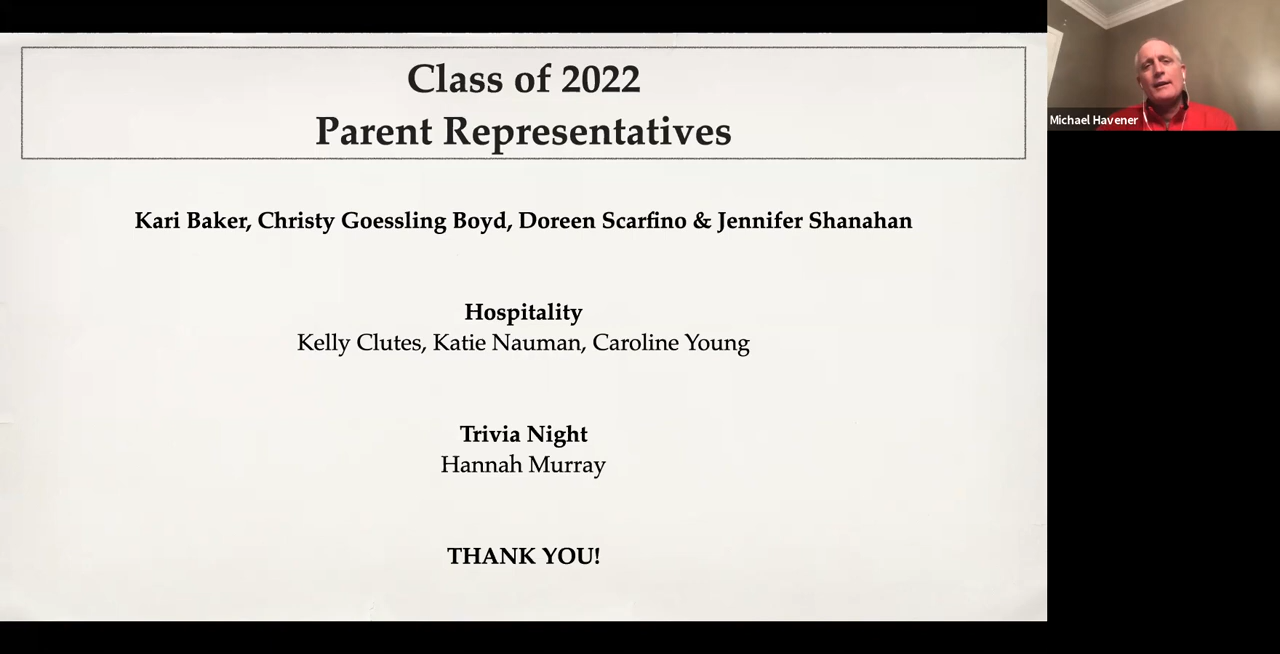 Class of 2022
Parent Representatives
Kari Baker, Christy Goessling Boyd, Doreen Scarfino & Jennifer Shanahan
Hospitality
Kelly Clutes, Katie Nauman, Caroline Young
Trivia Night
Hannah Murray
THANK YOU!
Michael Havener